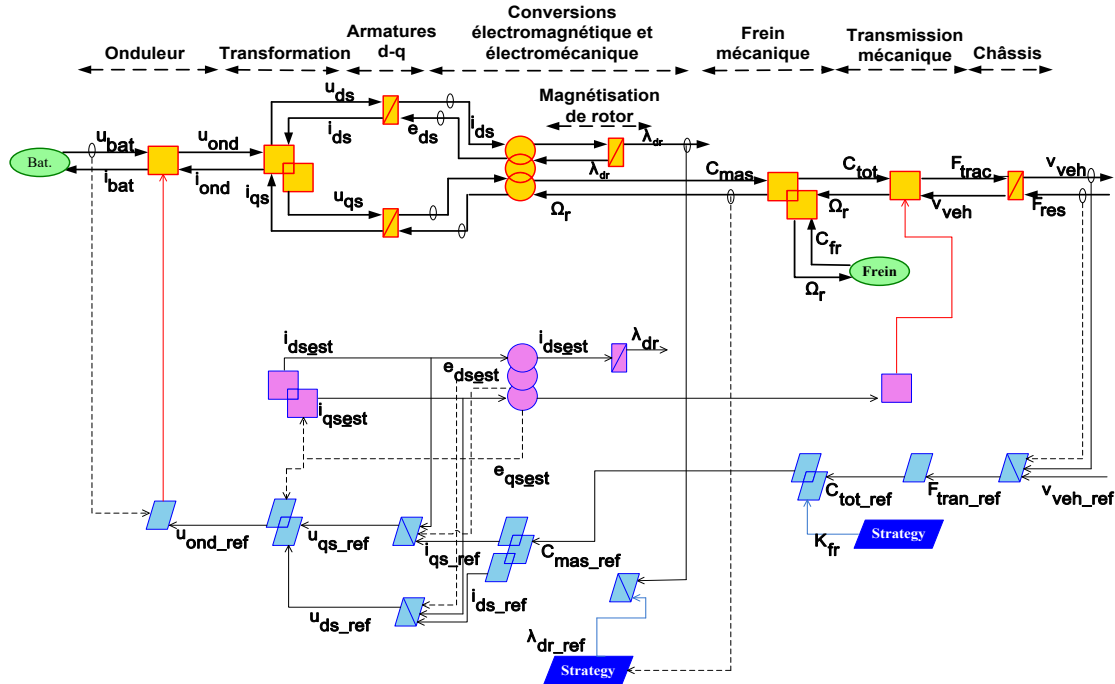 Conversions
électromagnétique et
électromécanique
Armatures
d-q
Onduleur
Transformation
Frein
mécanique
Transmission
mécanique
Châssis
Magnétisation
de rotor
u_ds
i_ds
e_ds
i_ds
λ_dr
λ_dr
u_bat
i_bat
Bat.
u_ond
i_ond
i_qs
u_qs
Ω_r
C_mas
C_tot
Ω_r
F_trac
v_veh
v_veh
F_res
C_fr
Ω_r
Frein
i_dsest
e_dsest
i_dsest
λ_dr
i_qsest
e_qsest
u_ond_ref
u_qs_ref
i_qs_ref
C_mas_ref
C_tot_ref
F_tran_ref
v_veh_ref
K_fr
Strategy
u_ds_ref
i_ds_ref
λ_dr_ref
Strategy